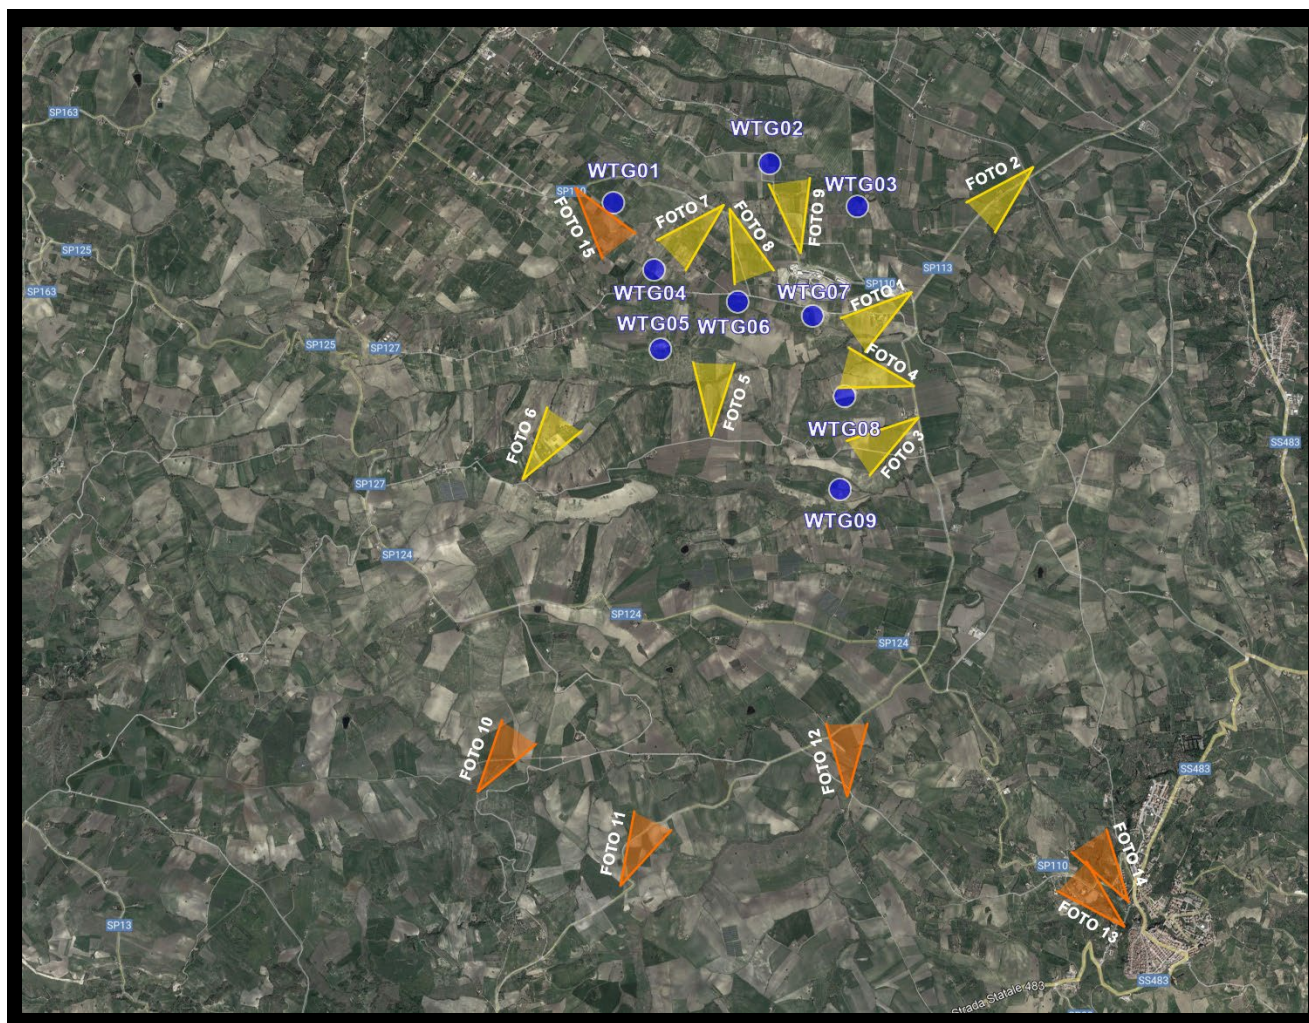 SP163
WTG02
WTG01
WTG03
FOTO 2
FOTO 7
FOTO 8
FOTO 9
FOTO 15
SP125
SP113
SP163
WTG04
WTG07
SP110
FOTO 1
WTG05
WTG06
SP125
SP127
FOTO 4
FOTO 5
FOTO 6
WTG08
FOTO 3
SS483
SP127
WTG09
SP124
SP124
SP124
FOTO 10
FOTO 12
SS483
FOTO 11
FOTO 14
SP110
FOTO 13
SP13
SS483
Strada Statale 483